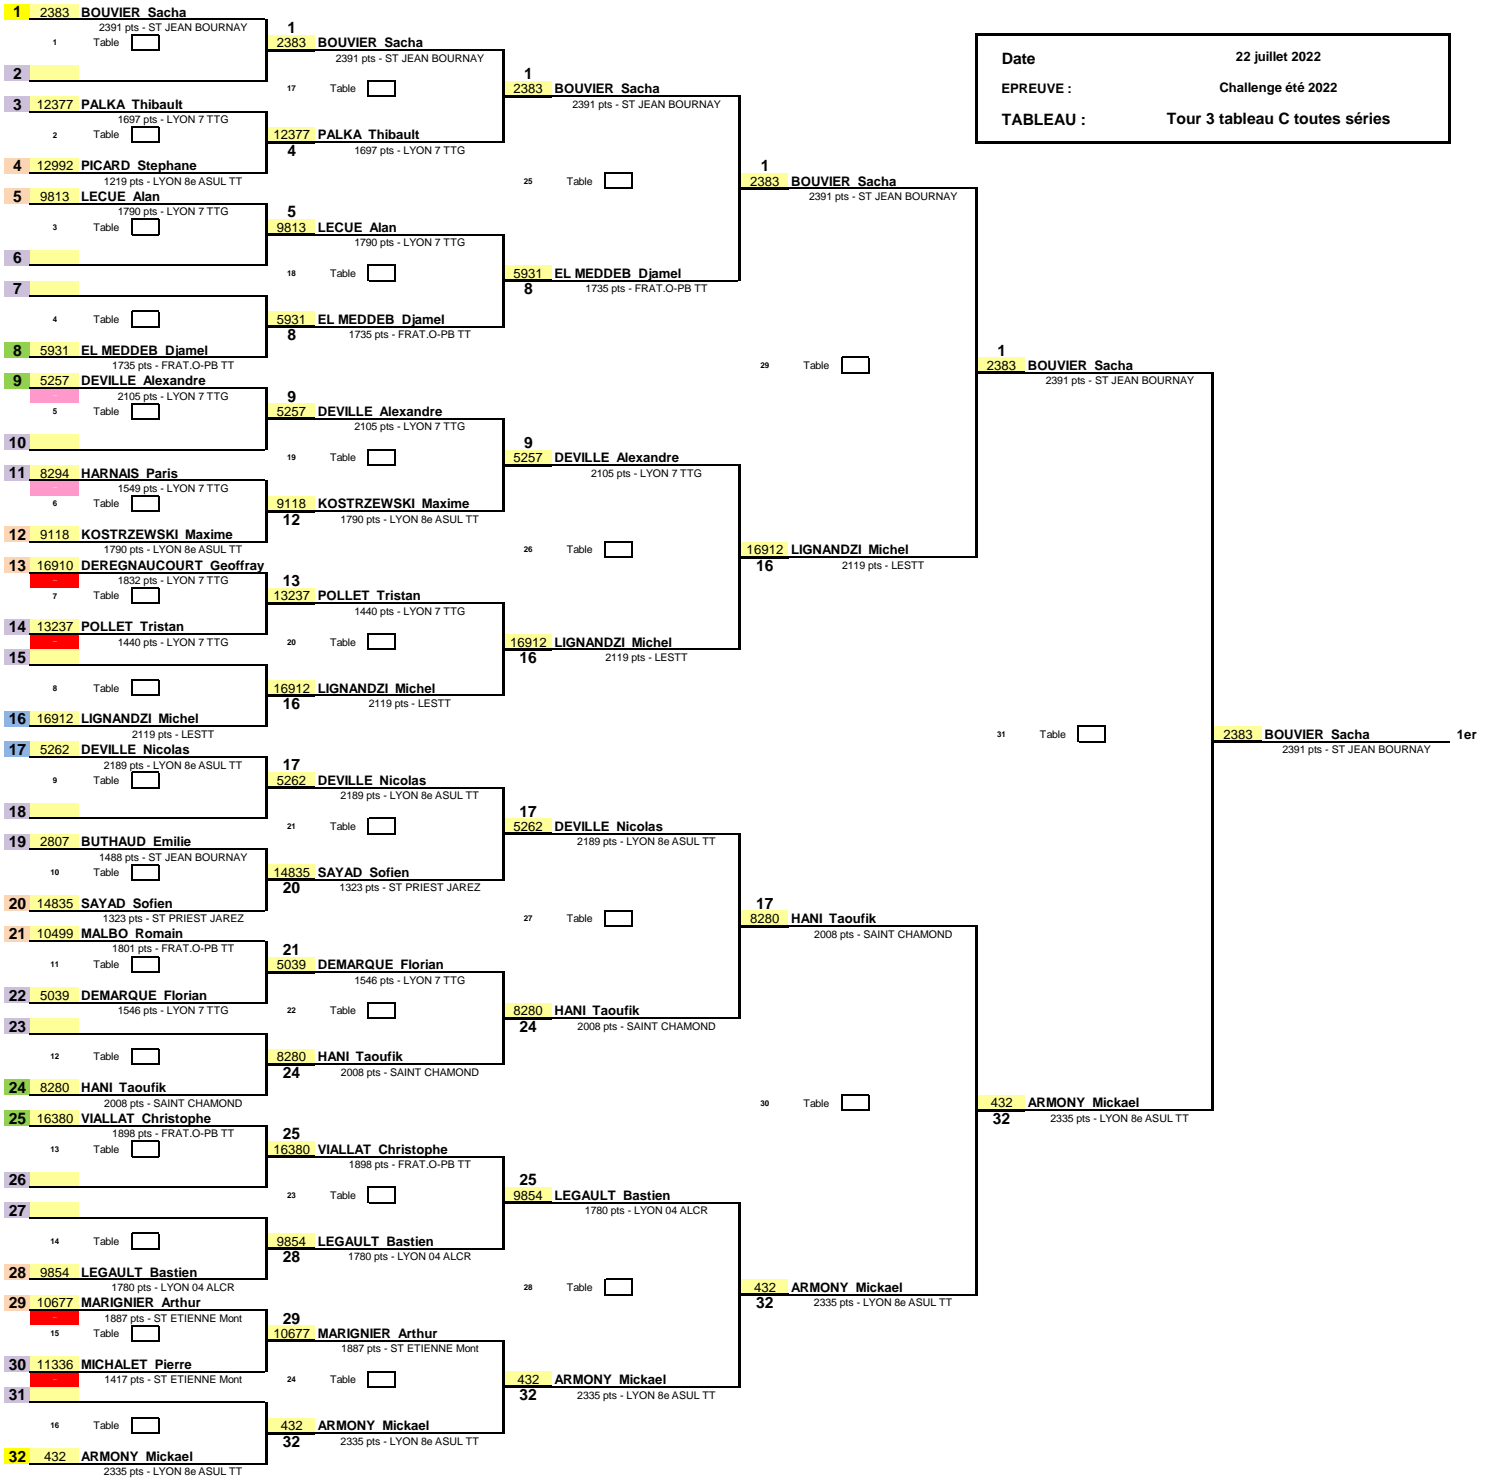 Date 22 juillet 2022
EPREUVE : Challenge été 2022
TABLEAU : Tour 3 tableau C toutes séries
1 2383 BOUVIER Sacha
2391 pts - ST JEAN BOURNAY
1 Table
2
3 12377 PALKA Thibault
1697 pts - LYON 7 TTG
2 Table
4 12992 PICARD Stephane
1219 pts - LYON 8e ASUL TT
5 9813 LECUE Alan
1790 pts - LYON 7 TTG
3 Table
6
7
4 Table
8 5931 EL MEDDEB Djamel
1735 pts - FRAT.O-PB TT
9 5257 DEVILLE Alexandre
2105 pts - LYON 7 TTG
5 Table
10
11 8294 HARNAIS Paris
1549 pts - LYON 7 TTG
6 Table
12 9118 KOSTRZEWSKI Maxime
1790 pts - LYON 8e ASUL TT
13 16910 DEREGNAUCOURT Geoffray
1832 pts - LYON 7 TTG
7 Table
14 13237 POLLET Tristan
1440 pts - LYON 7 TTG
15
8 Table
16 16912 LIGNANDZI Michel
2119 pts - LESTT
17 5262 DEVILLE Nicolas
2189 pts - LYON 8e ASUL TT
9 Table
18
19 2807 BUTHAUD Emilie
1488 pts - ST JEAN BOURNAY
10 Table
20 14835 SAYAD Sofien
1323 pts - ST PRIEST JAREZ
21 10499 MALBO Romain
1801 pts - FRAT.O-PB TT
11 Table
22 5039 DEMARQUE Florian
1546 pts - LYON 7 TTG
23
12 Table
24 8280 HANI Taoufik
2008 pts - SAINT CHAMOND
25 16380 VIALLAT Christophe
1898 pts - FRAT.O-PB TT
13 Table
26
27
14 Table
28 9854 LEGAULT Bastien
1780 pts - LYON 04 ALCR
29 10677 MARIGNIER Arthur
1887 pts - ST ETIENNE Mont
15 Table
30 11336 MICHALET Pierre
1417 pts - ST ETIENNE Mont
31
16 Table
32 432 ARMONY Mickael
2335 pts - LYON 8e ASUL TT
1
2383 BOUVIER Sacha
2391 pts - ST JEAN BOURNAY
17 Table
12377 PALKA Thibault
4 1697 pts - LYON 7 TTG
5
9813 LECUE Alan
1790 pts - LYON 7 TTG
18 Table
5931 EL MEDDEB Djamel
8 1735 pts - FRAT.O-PB TT
9
5257 DEVILLE Alexandre
2105 pts - LYON 7 TTG
19 Table
9118 KOSTRZEWSKI Maxime
12 1790 pts - LYON 8e ASUL TT
13
13237 POLLET Tristan
1440 pts - LYON 7 TTG
20 Table
16912 LIGNANDZI Michel
16 2119 pts - LESTT
17
5262 DEVILLE Nicolas
2189 pts - LYON 8e ASUL TT
21 Table
14835 SAYAD Sofien
20 1323 pts - ST PRIEST JAREZ
21
5039 DEMARQUE Florian
1546 pts - LYON 7 TTG
22 Table
8280 HANI Taoufik
24 2008 pts - SAINT CHAMOND
25
16380 VIALLAT Christophe
1898 pts - FRAT.O-PB TT
23 Table
9854 LEGAULT Bastien
28 1780 pts - LYON 04 ALCR
29
10677 MARIGNIER Arthur
1887 pts - ST ETIENNE Mont
24 Table
432 ARMONY Mickael
32 2335 pts - LYON 8e ASUL TT
1
2383 BOUVIER Sacha
2391 pts - ST JEAN BOURNAY
25 Table
5931 EL MEDDEB Djamel
8 1735 pts - FRAT.O-PB TT
9
5257 DEVILLE Alexandre
2105 pts - LYON 7 TTG
26 Table
16912 LIGNANDZI Michel
16 2119 pts - LESTT
17
5262 DEVILLE Nicolas
2189 pts - LYON 8e ASUL TT
27 Table
8280 HANI Taoufik
24 2008 pts - SAINT CHAMOND
25
9854 LEGAULT Bastien
1780 pts - LYON 04 ALCR
28 Table
432 ARMONY Mickael
32 2335 pts - LYON 8e ASUL TT
1
2383 BOUVIER Sacha
2391 pts - ST JEAN BOURNAY
29 Table
16912 LIGNANDZI Michel
16 2119 pts - LESTT
17
8280 HANI Taoufik
2008 pts - SAINT CHAMOND
30 Table
432 ARMONY Mickael
32 2335 pts - LYON 8e ASUL TT
1
2383 BOUVIER Sacha
2391 pts - ST JEAN BOURNAY
31 Table
432 ARMONY Mickael
32 2335 pts - LYON 8e ASUL TT
2383 BOUVIER Sacha 1er
2391 pts - ST JEAN BOURNAY